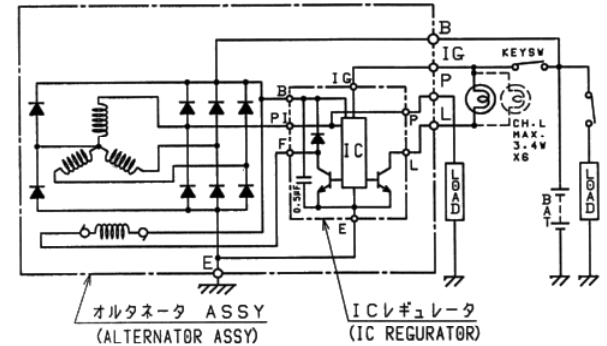 B
IG
KEYSW
P
L
IG
B
PI
P
F
IC
L
0.5μF
E
E
CH.L
MAX.
3.4W
X6
LOAD
BAT
LOAD
オルタネータ ASSY
(ALTERNATOR ASSY)
ICレギュレータ
(IC REGURATOR)